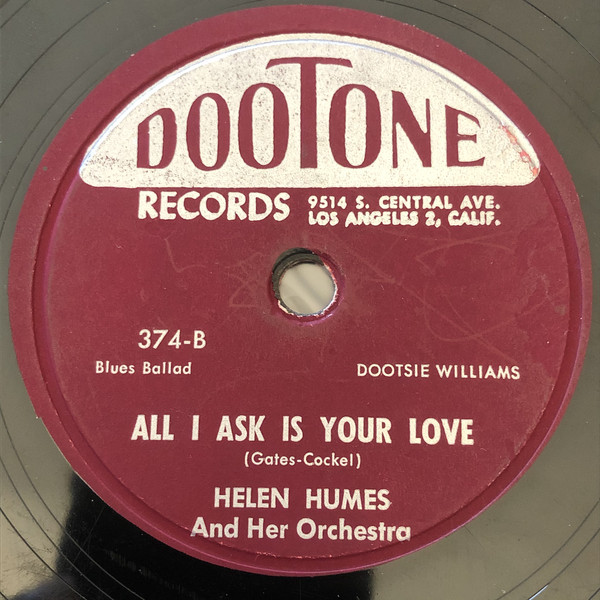 DOOTONE
RECORDS
9514 S. CENTRAL AVE.
LOS ANGELES 2, CALIF.
374-B
Blues Ballad
DOOTSIE WILLIAMS
ALL I ASK IS YOUR LOVE
(Gates-Cockel)
HELEN HUMES
And Her Orchestra